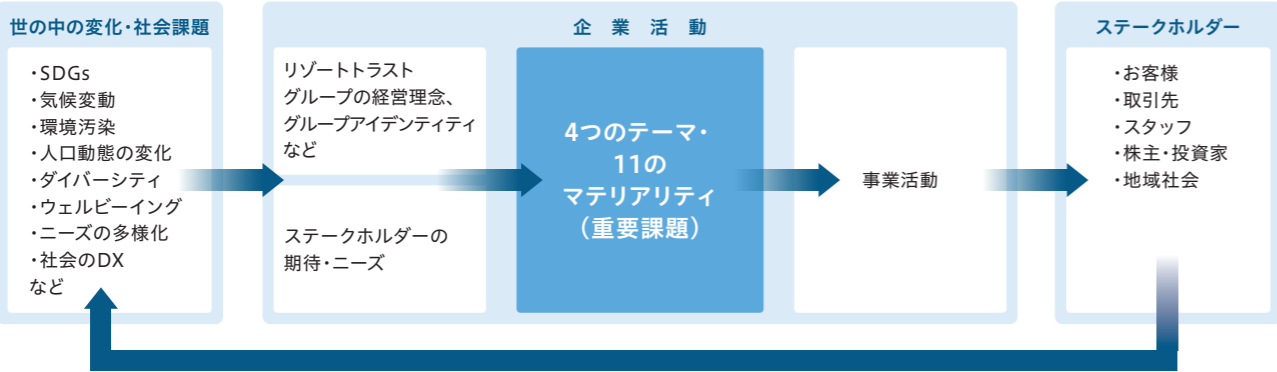 世の中の変化・社会課題
・SDGs
・気候変動
・環境汚染
・人口動態の変化
・ダイバーシティ
・ウェルビーイング
・ニーズの多様化
・社会のDX
など
企業活動
リゾートトラスト
グループの経営理念、
グループアイデンティティ
など
ステークホルダーの
期待・ニーズ
4つのテーマ・
11の
マテリアリティ
（重要課題）
事業活動
ステークホルダー
・お客様
・取引先
・スタッフ
・株主・投資家
・地域社会